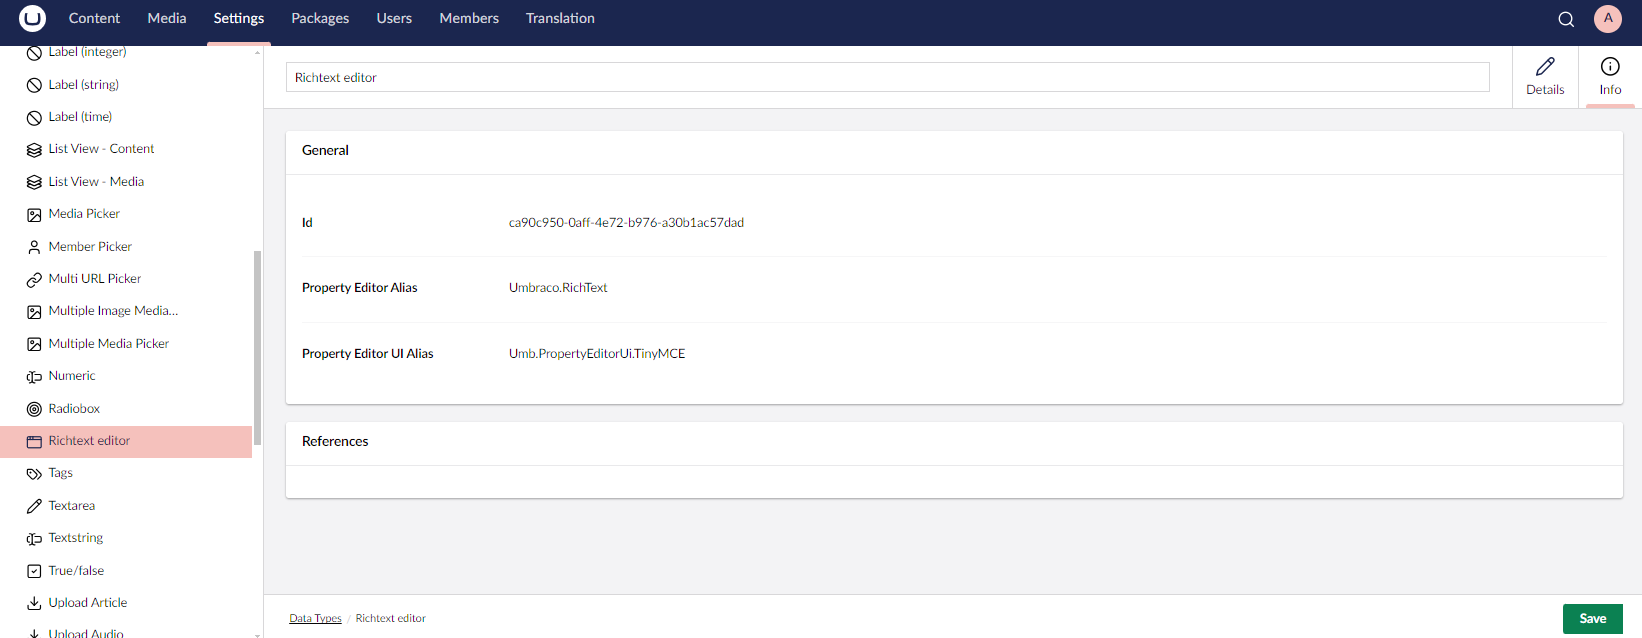 Content Media Settings Packages Users Members Translation
A
Label (integer)
Label (string)
Label (time)
List View - Content
List View - Media
Media Picker
Member Picker
Multi URL Picker
Multiple Image Media...
Multiple Media Picker
Numeric
Radiobox
Richtext editor
Tags
Textarea
Textstring
True/false
Upload Article
Upload Audio
Richtext editor
Details
Info
General
Id ca90c950-0aff-4e72-b976-a30b1ac57dad
Property Editor Alias Umbraco.RichText
Property Editor UI Alias Umb.PropertyEditorUi.TinyMCE
References
Data Types / Richtext editor
Save